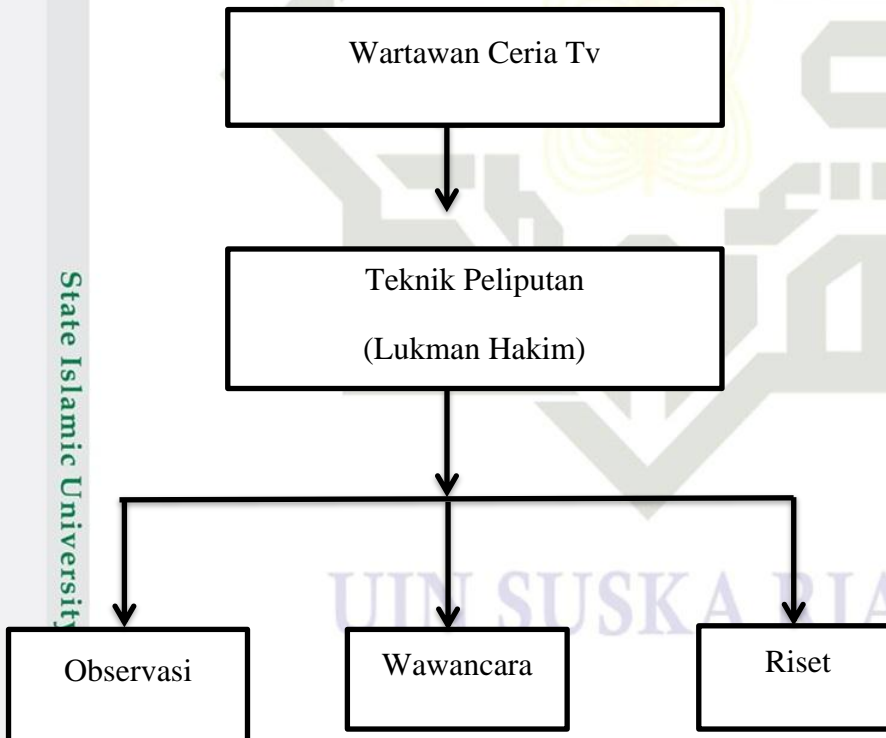 Wartawan Ceria Tv
Teknik Peliputan
(Lukman Hakim)
State Islamic University
UIN SUSKA RIA
Observasi
Wawancara
Riset